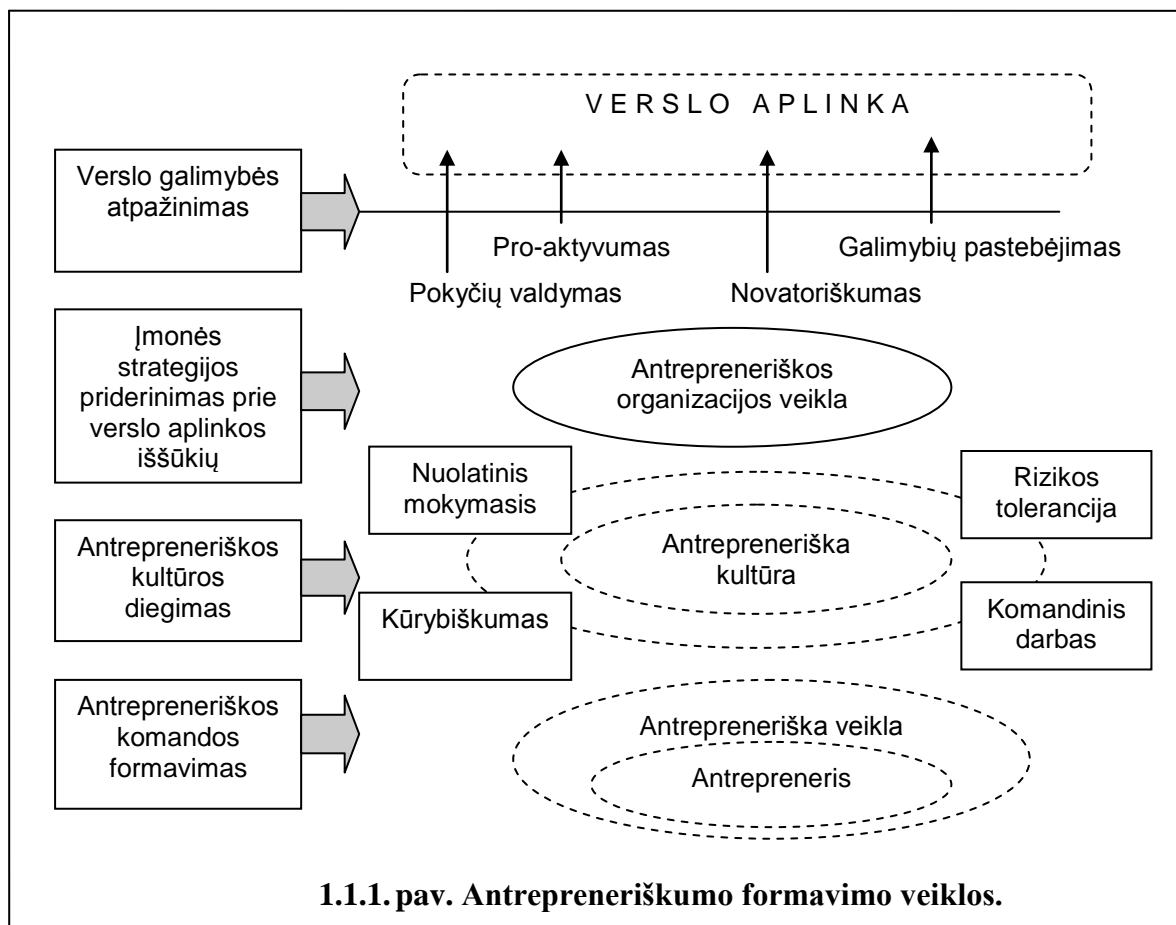 VERSLO APLINKA
Verslo galimybės
atpažinimas
Pro-aktyvumas
Galimybių pastebėjimas
Pokyčių valdymas
Novatoriškumas
Įmonės
strategijos
priderinimas prie
verslo aplinkos
iššūkių
Antrepreneriškos
organizacijos veikla
Nuolatinis
mokymasis
Rizikos
tolerancija
Antrepreneriškos
kultūros
diegimas
Antrepreneriška
kultūra
Kūrybiškumas
Komandinis
darbas
Antrepreneriškos
komandos
formavimas
Antrepreneriška veikla
Antrepreneris
1.1.1. pav. Antrepreneriškumo formavimo veiklos.